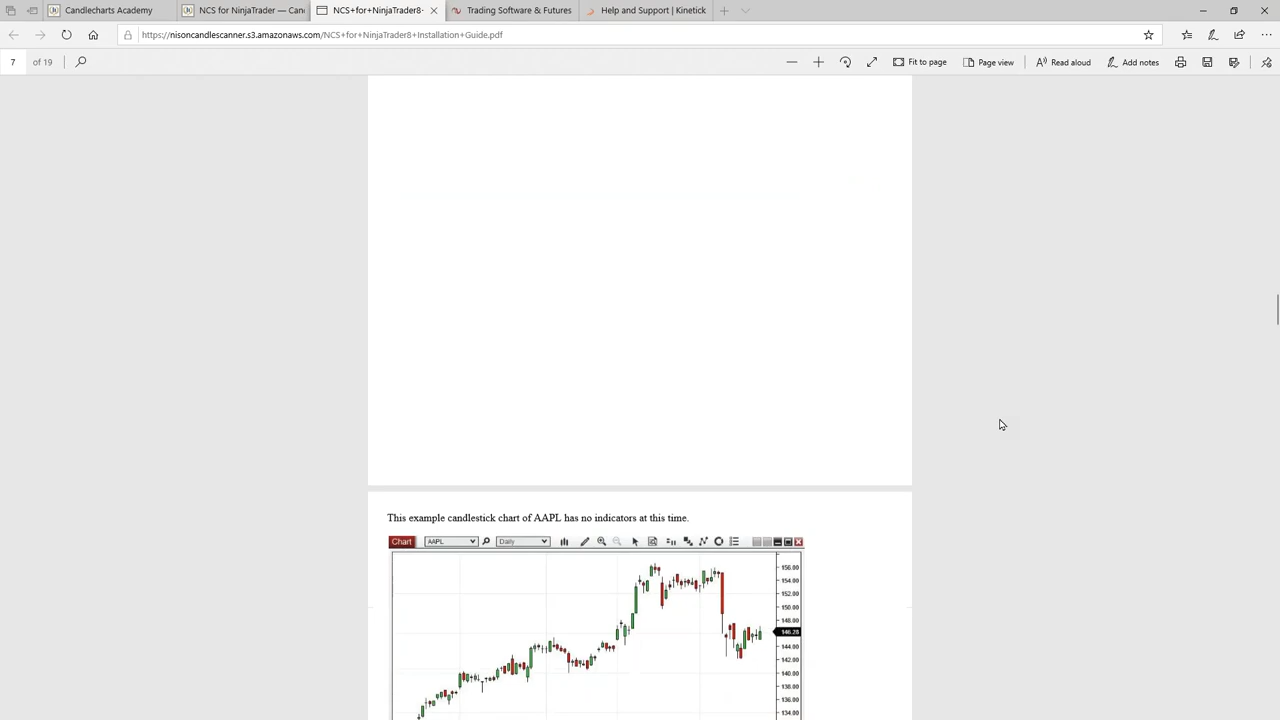 Candlecharts Academy
NCS for NinjaTrader — Can
NCS+for+NinjaTrader8-
Trading Software & Futures
Help and Support | Kinetick
https://nisoncandlescanner.s3.amazonaws.com/NCS+for+NinjaTrader8+Installation+Guide.pdf
7 of 19
Fit to page
Page view
Read aloud
Add notes
This example candlestick chart of AAPL has no indicators at this time.
Chart AAPL Daily
156.00
154.00
152.00
150.00
148.00
146.28
144.00
142.00
140.00
138.00
136.00
134.00